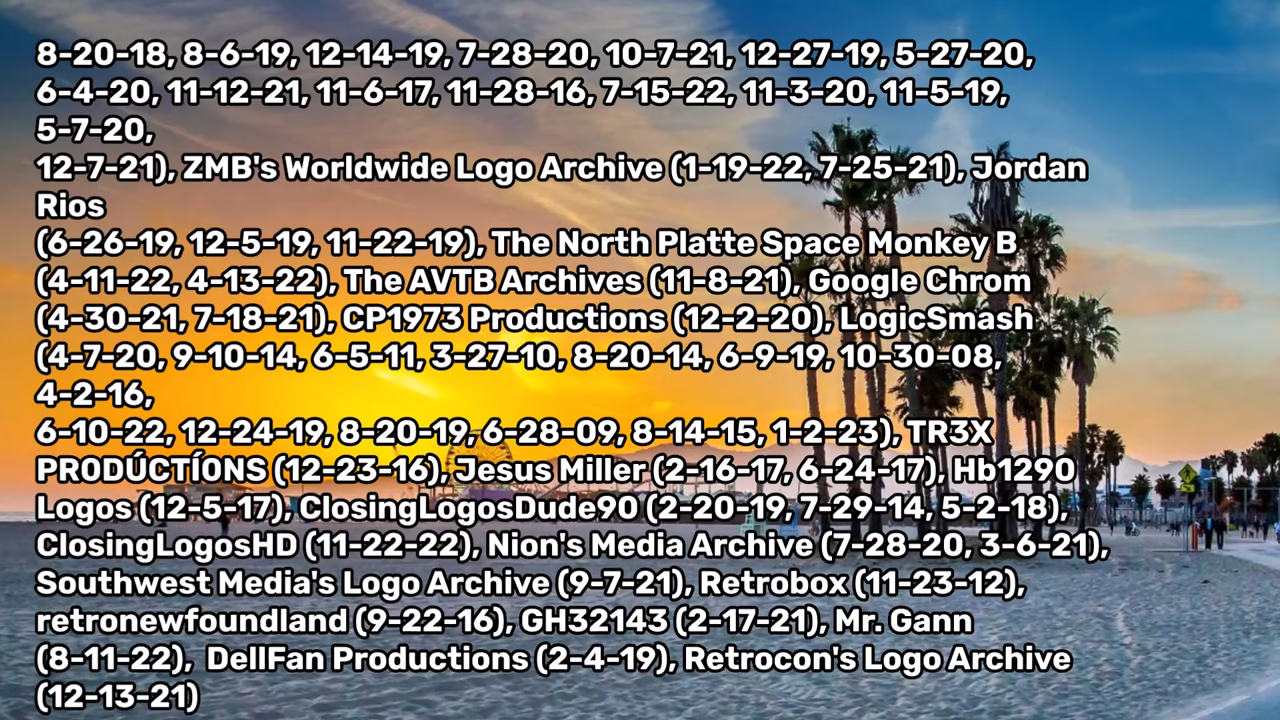 8-20-18, 8-6-19, 12-14-19, 7-28-20, 10-7-21, 12-27-19, 5-27-20,
6-4-20, 11-12-21, 11-6-17, 11-28-16, 7-15-22, 11-3-20, 11-5-19,
5-7-20,
12-7-21), ZMB's Worldwide Logo Archive (1-19-22, 7-25-21), Jordan
Rios
(6-26-19, 12-5-19, 11-22-19), The North Platte Space Monkey B
(4-11-22, 4-13-22), The AVTB Archives (11-8-21), Google Chrom
(4-30-21, 7-18-21), CP1973 Productions (12-2-20), LogicSmash
(4-7-20, 9-10-14, 6-5-11, 3-27-10, 8-20-14, 6-9-19, 10-30-08,
4-2-16,
6-10-22, 12-24-19, 8-20-19, 6-28-09, 8-14-15, 1-2-23), TR3X
PRODÚCTÍONS (12-23-16), Jesus Miller (2-16-17, 6-24-17), Hb1290
Logos (12-5-17), ClosingLogosDude90 (2-20-19, 7-29-14, 5-2-18),
ClosingLogosHD (11-22-22), Nion's Media Archive (7-28-20, 3-6-21),
Southwest Media's Logo Archive (9-7-21), Retrobox (11-23-12),
retronewfoundland (9-22-16), GH32143 (2-17-21), Mr. Gann
(8-11-22),  DellFan Productions (2-4-19), Retrocon's Logo Archive
(12-13-21)